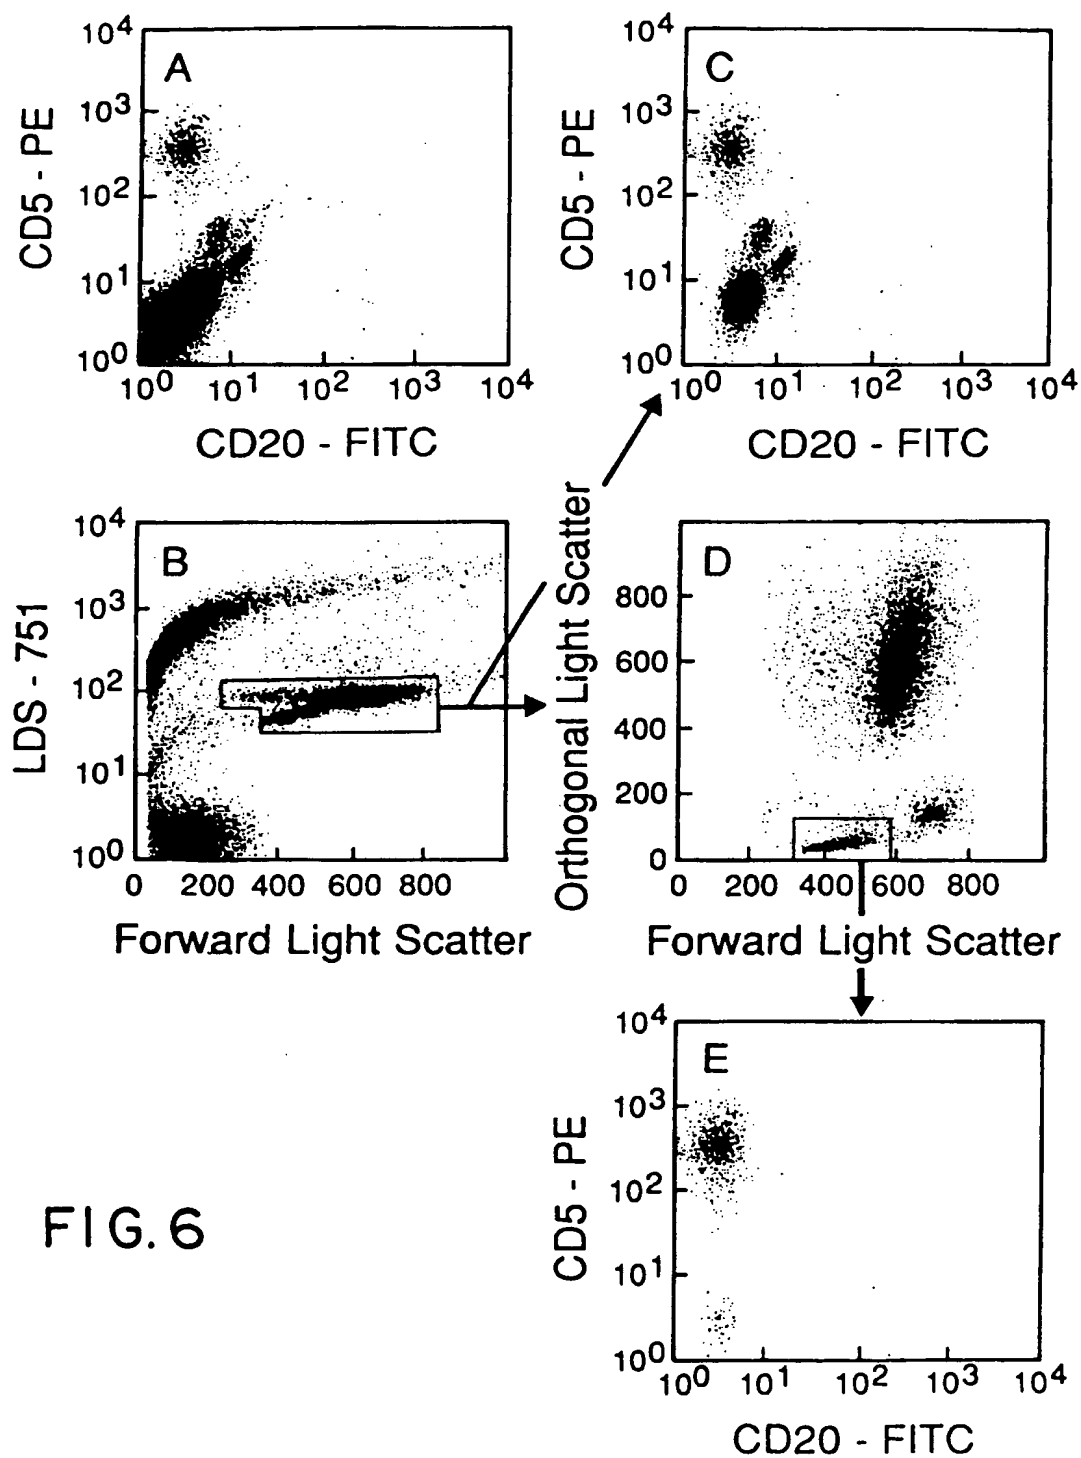 A
10⁴
10³
10²
10¹
10⁰
CD5 - PE
10⁰ 10¹ 10² 10³ 10⁴
CD20 - FITC
C
10⁴
10³
10²
10¹
10⁰
CD5 - PE
10⁰ 10¹ 10² 10³ 10⁴
CD20 - FITC
B
10⁴
10³
10²
10¹
10⁰
LDS - 751
0 200 400 600 800
Forward Light Scatter
D
800
600
400
200
0
Orthogonal Light Scatter
0 200 400 600 800
Forward Light Scatter
E
10⁴
10³
10²
10¹
10⁰
CD5 - PE
10⁰ 10¹ 10² 10³ 10⁴
CD20 - FITC
FIG. 6